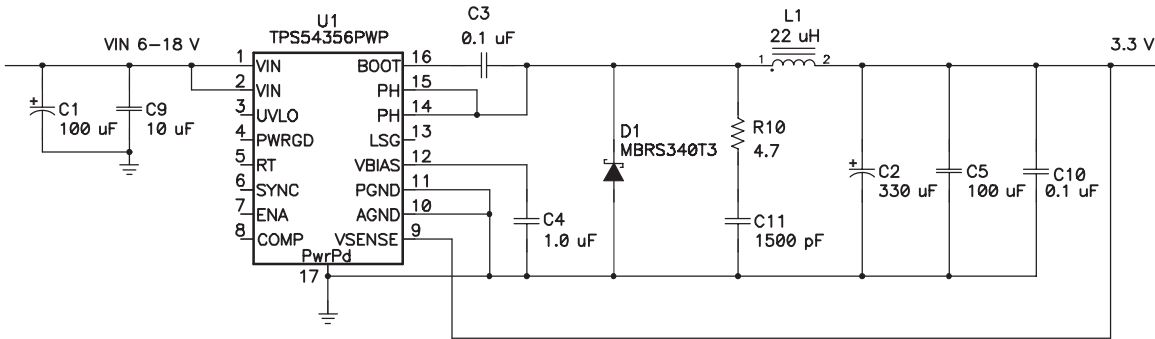 VIN 6-18 V
U1
TPS54356PWP
C3
0.1 uF
L1
22 uH
1
2
3.3 V
1 VIN
2 VIN
3 UVLO
4 PWRGD
5 RT
6 SYNC
7 ENA
8 COMP
BOOT 16
PH 15
PH 14
LSG 13
VBIAS 12
PGND 11
AGND 10
VSENSE 9
PwrPd
17
+
C1
100 uF
C9
10 uF
C4
1.0 uF
D1
MBRS340T3
R10
4.7
C11
1500 pF
+
C2
330 uF
C5
100 uF
C10
0.1 uF